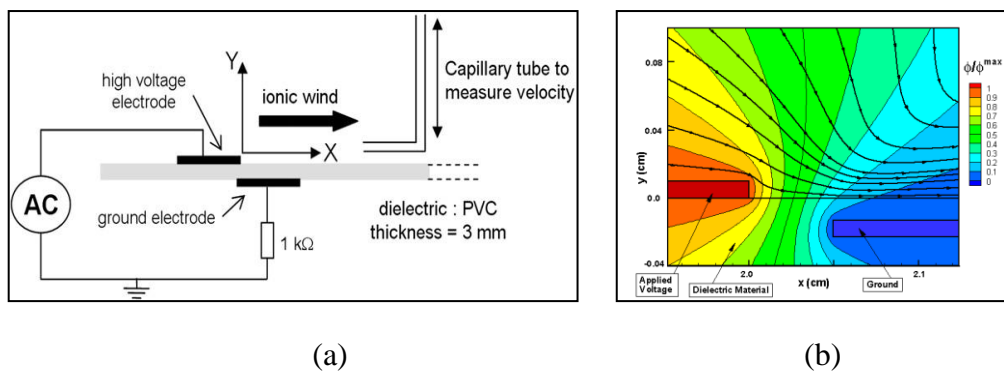 high voltage
electrode
Y
ionic wind
X
Capillary tube to
measure velocity
AC
ground electrode
1 kΩ
dielectric : PVC
thickness = 3 mm
0.08
0.04
0.0
-0.04
y (cm)
2.0
2.1
x (cm)
Applied
Voltage
Dielectric Material
Ground
ϕ/ϕmax
1
0.9
0.8
0.7
0.6
0.5
0.4
0.3
0.2
0.1
0
(a)
(b)